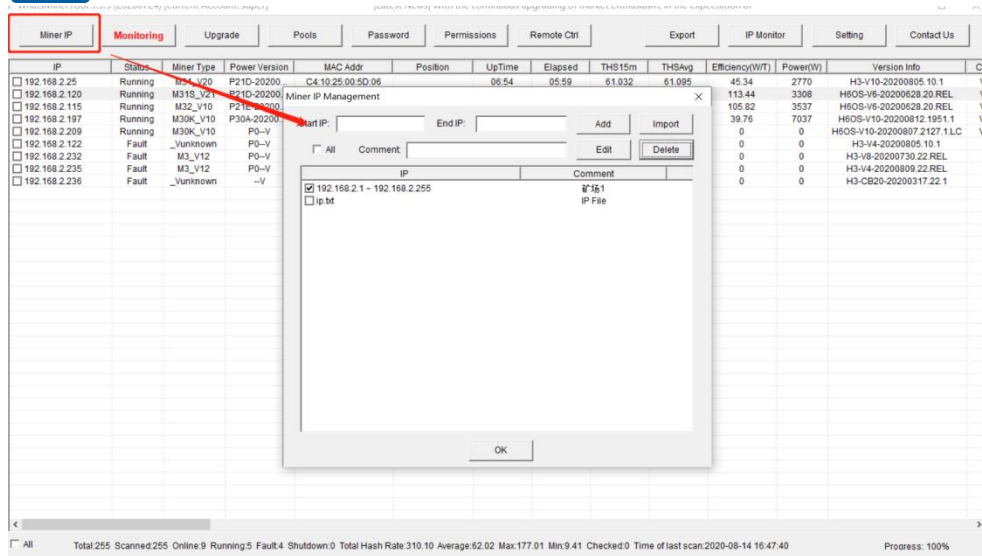 Miner IP Monitoring Upgrade Pools Password Permissions Remote Ctrl Export IP Monitor Setting Contact Us
IP Status Miner Type Power Version MAC Addr Position UpTime Elapsed THS15m THSAvg Efficiency(W/T) Power(W) Version Info
192.168.2.25 Running M31_V20 P21D-20200... C4:10:25:00:5D:06 06:54 05:59 61.032 61.095 45.34 2770 H3-V10-20200805.10.1
192.168.2.120 Running M31S_V21 P21D-20200 113.44 3308 H6OS-V6-20200628.20.REL
192.168.2.115 Running M32_V10 P21E-20200 105.82 3537 H6OS-V6-20200628.20.REL
192.168.2.197 Running M30K_V10 P30A-20200 39.76 7037 H6OS-V10-20200812.1951.1
192.168.2.209 Running M30K_V10 P0--V 0 0 H6OS-V10-20200807.2127.1.LC
192.168.2.122 Fault _Vunknown P0--V 0 0 H3-V4-20200805.10.1
192.168.2.232 Fault M3_V12 P0--V 0 0 H3-V8-20200730.22.REL
192.168.2.235 Fault M3_V12 P0--V 0 0 H3-V4-20200809.22.REL
192.168.2.236 Fault _Vunknown --V 0 0 H3-CB20-20200317.22.1
Miner IP Management
Start IP: End IP: Add Import
All Comment: Edit Delete
IP Comment
192.168.2.1 ~ 192.168.2.255 矿场1
ip.txt IP File
OK
All Total:255 Scanned:255 Online:9 Running:5 Fault:4 Shutdown:0 Total Hash Rate:310.10 Average:62.02 Max:177.01 Min:9.41 Checked:0 Time of last scan:2020-08-14 16:47:40 Progress: 100%